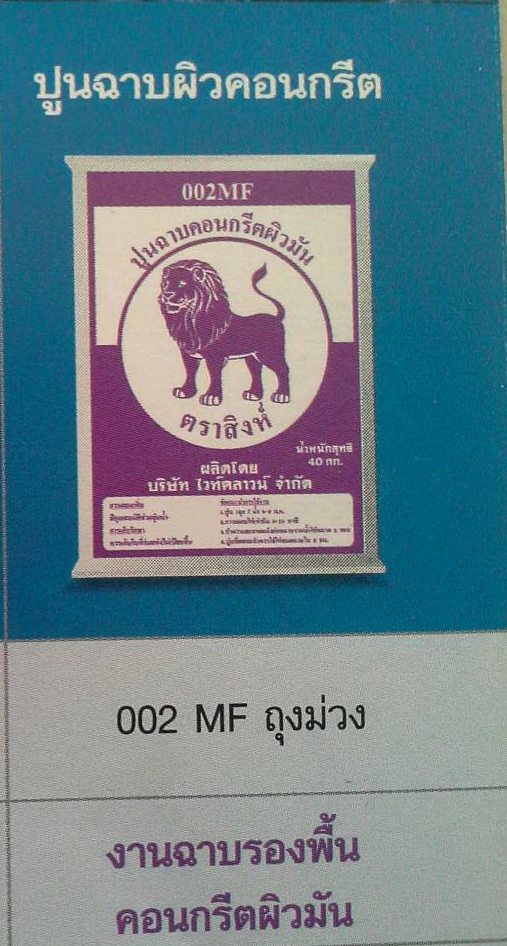 ปูนฉาบผิวคอนกรีต
002MF
ปูนฉาบคอนกรีตผิวมัน
ตราสิงห์
น้ำหนักสุทธิ
40 กก.
ผลิตโดย
บริษัท ไวท์คลาวน์ จำกัด
002 MF ถุงม่วง
งานฉาบรองพื้น
คอนกรีตผิวมัน